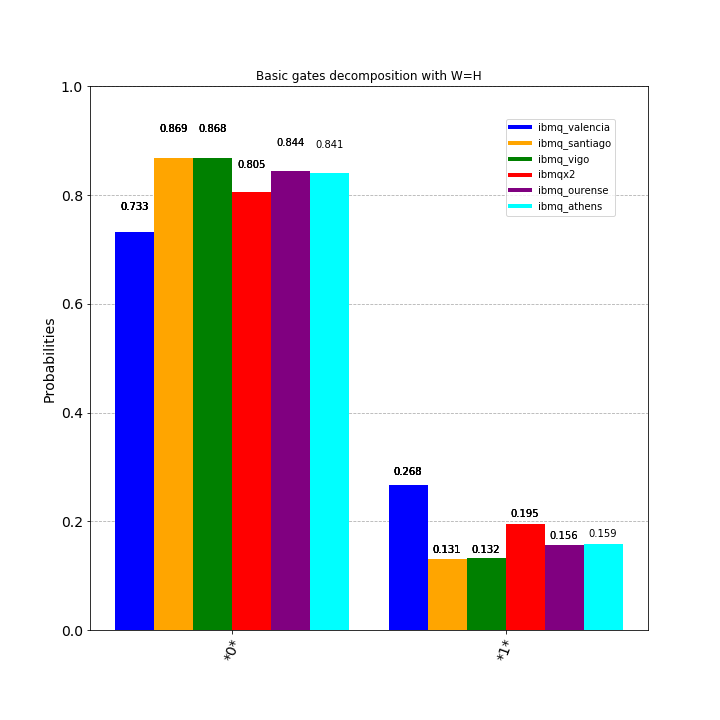 Basic gates decomposition with W=H
1.0
0.8
0.6
0.4
0.2
0.0
Probabilities
0.733
0.869
0.868
0.805
0.844
0.841
0.268
0.131
0.132
0.195
0.156
0.159
*0*
*1*
ibmq_valencia
ibmq_santiago
ibmq_vigo
ibmqx2
ibmq_ourense
ibmq_athens